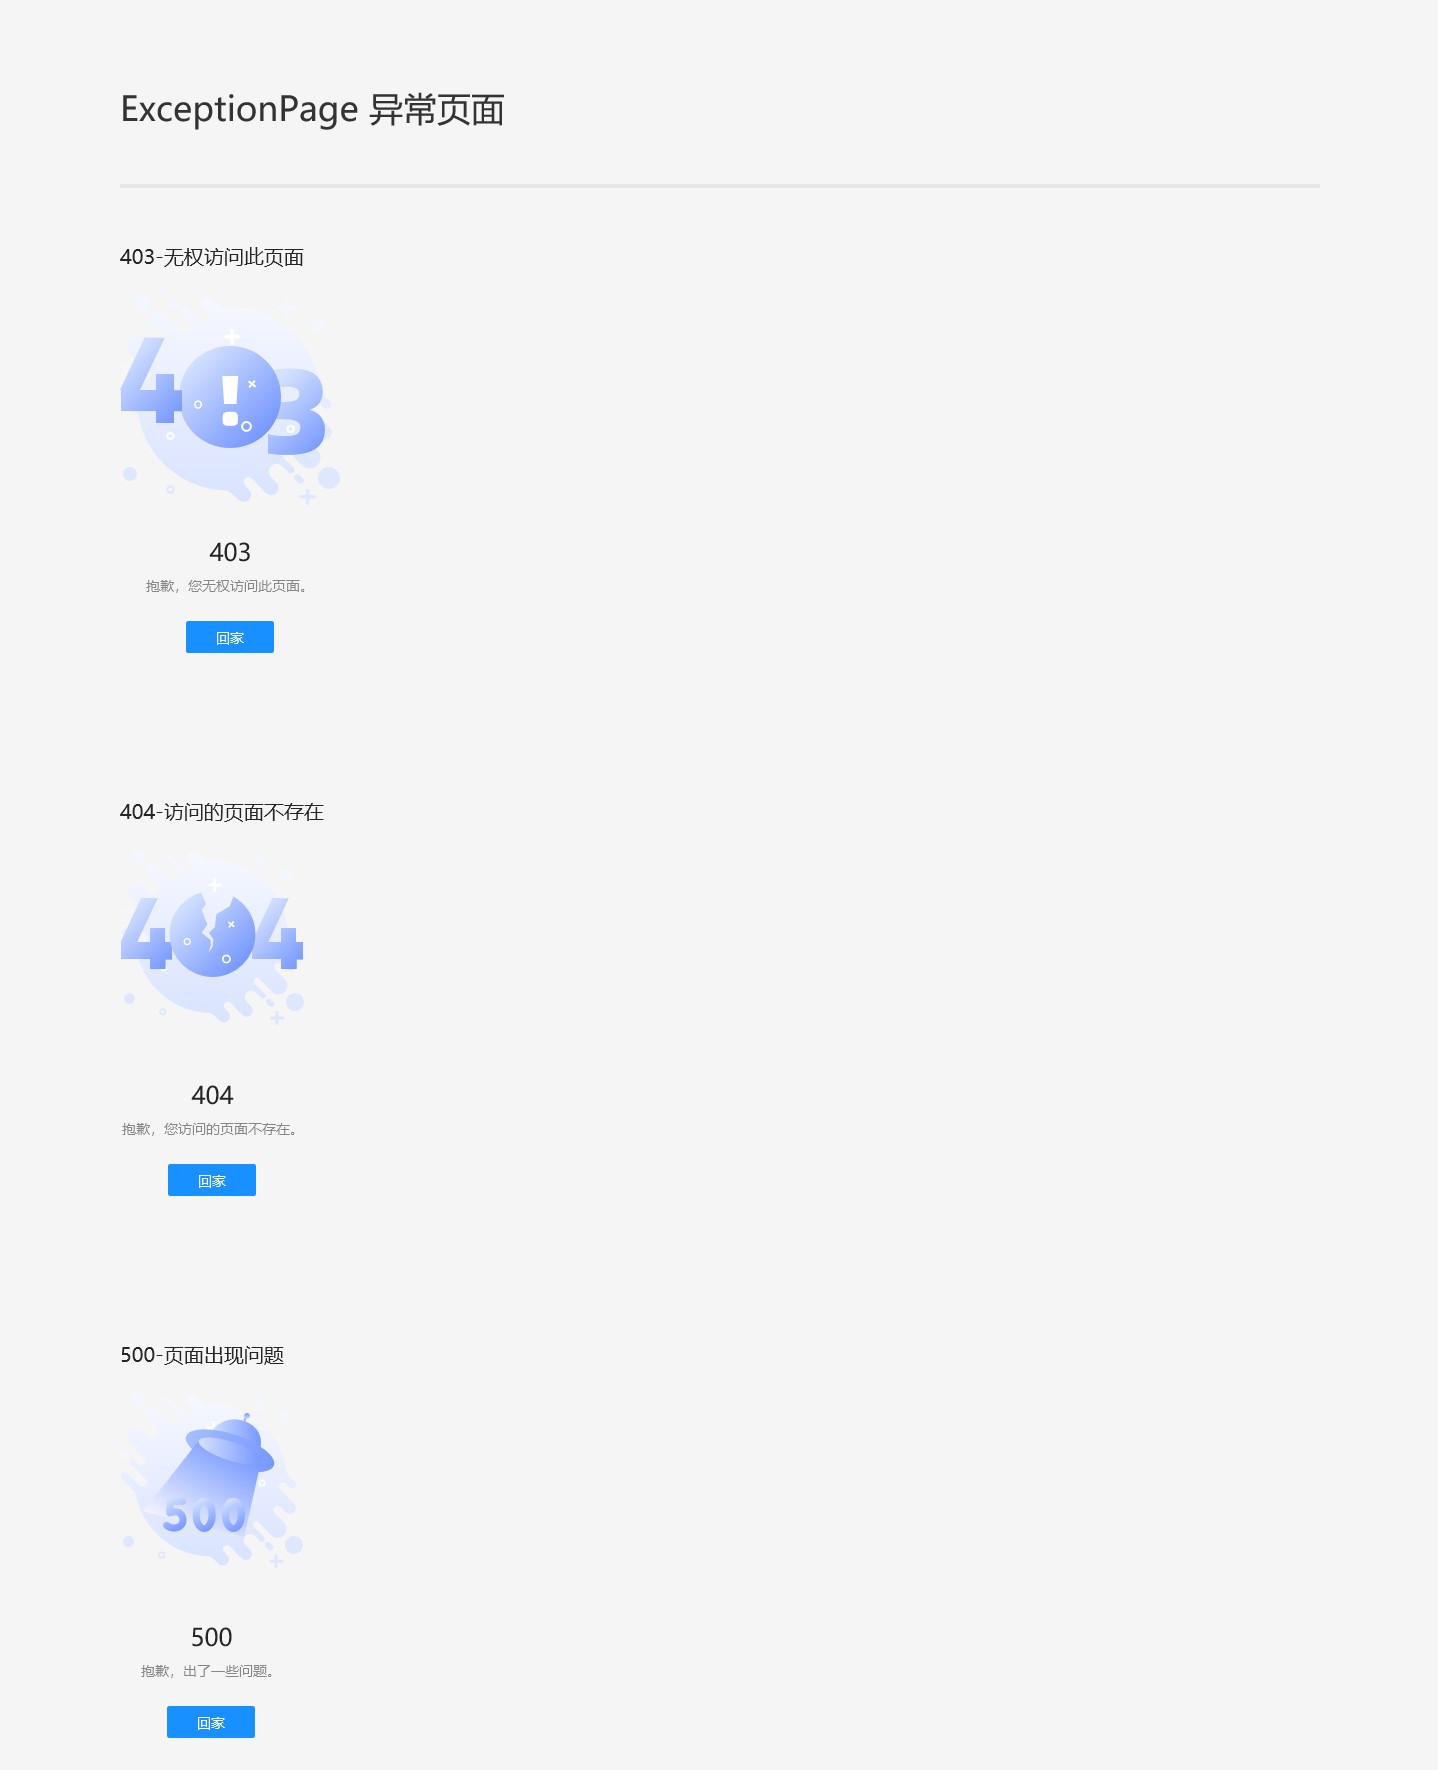 ExceptionPage 异常页面
403-无权访问此页面
4!3
403
抱歉，您无权访问此页面。
回家
404-访问的页面不存在
404
404
抱歉，您访问的页面不存在。
回家
500-页面出现问题
500
500
抱歉，出了一些问题。
回家